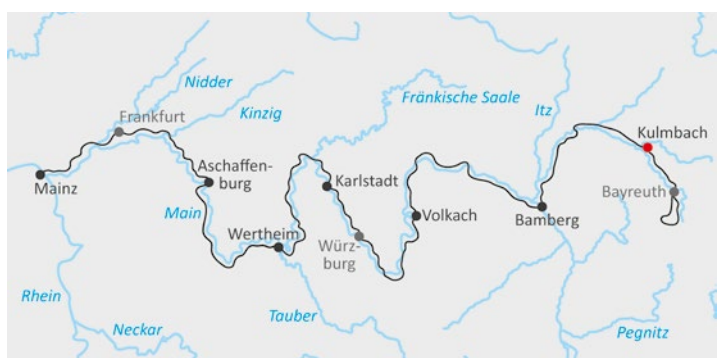 Nidder
Frankfurt
Kinzig
Fränkische Saale
Itz
Kulmbach
Mainz
Aschaffen-
burg
Karlstadt
Bayreuth
Main
Volkach
Bamberg
Wertheim
Würz-
burg
Rhein
Tauber
Neckar
Pegnitz